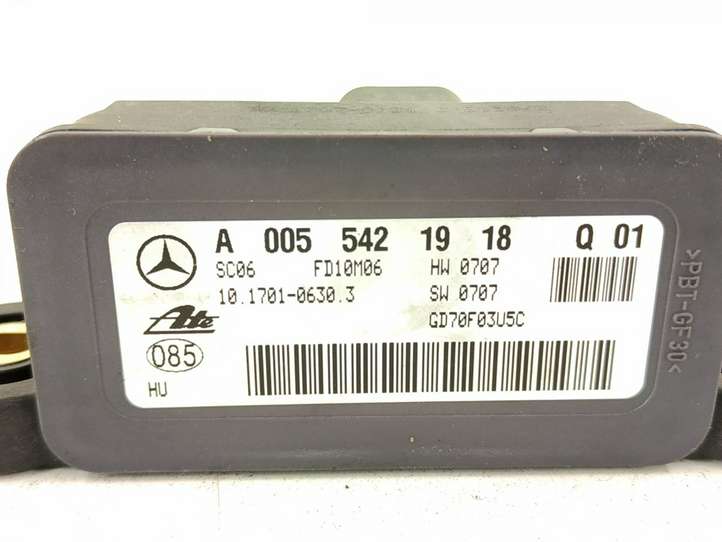 A 005 542 19 18 Q 01
SC06 FD10M06 HW 0707
10.1701-0630.3 SW 0707
Ate GD70F03U5C
085
HU
>PBT-GF30<